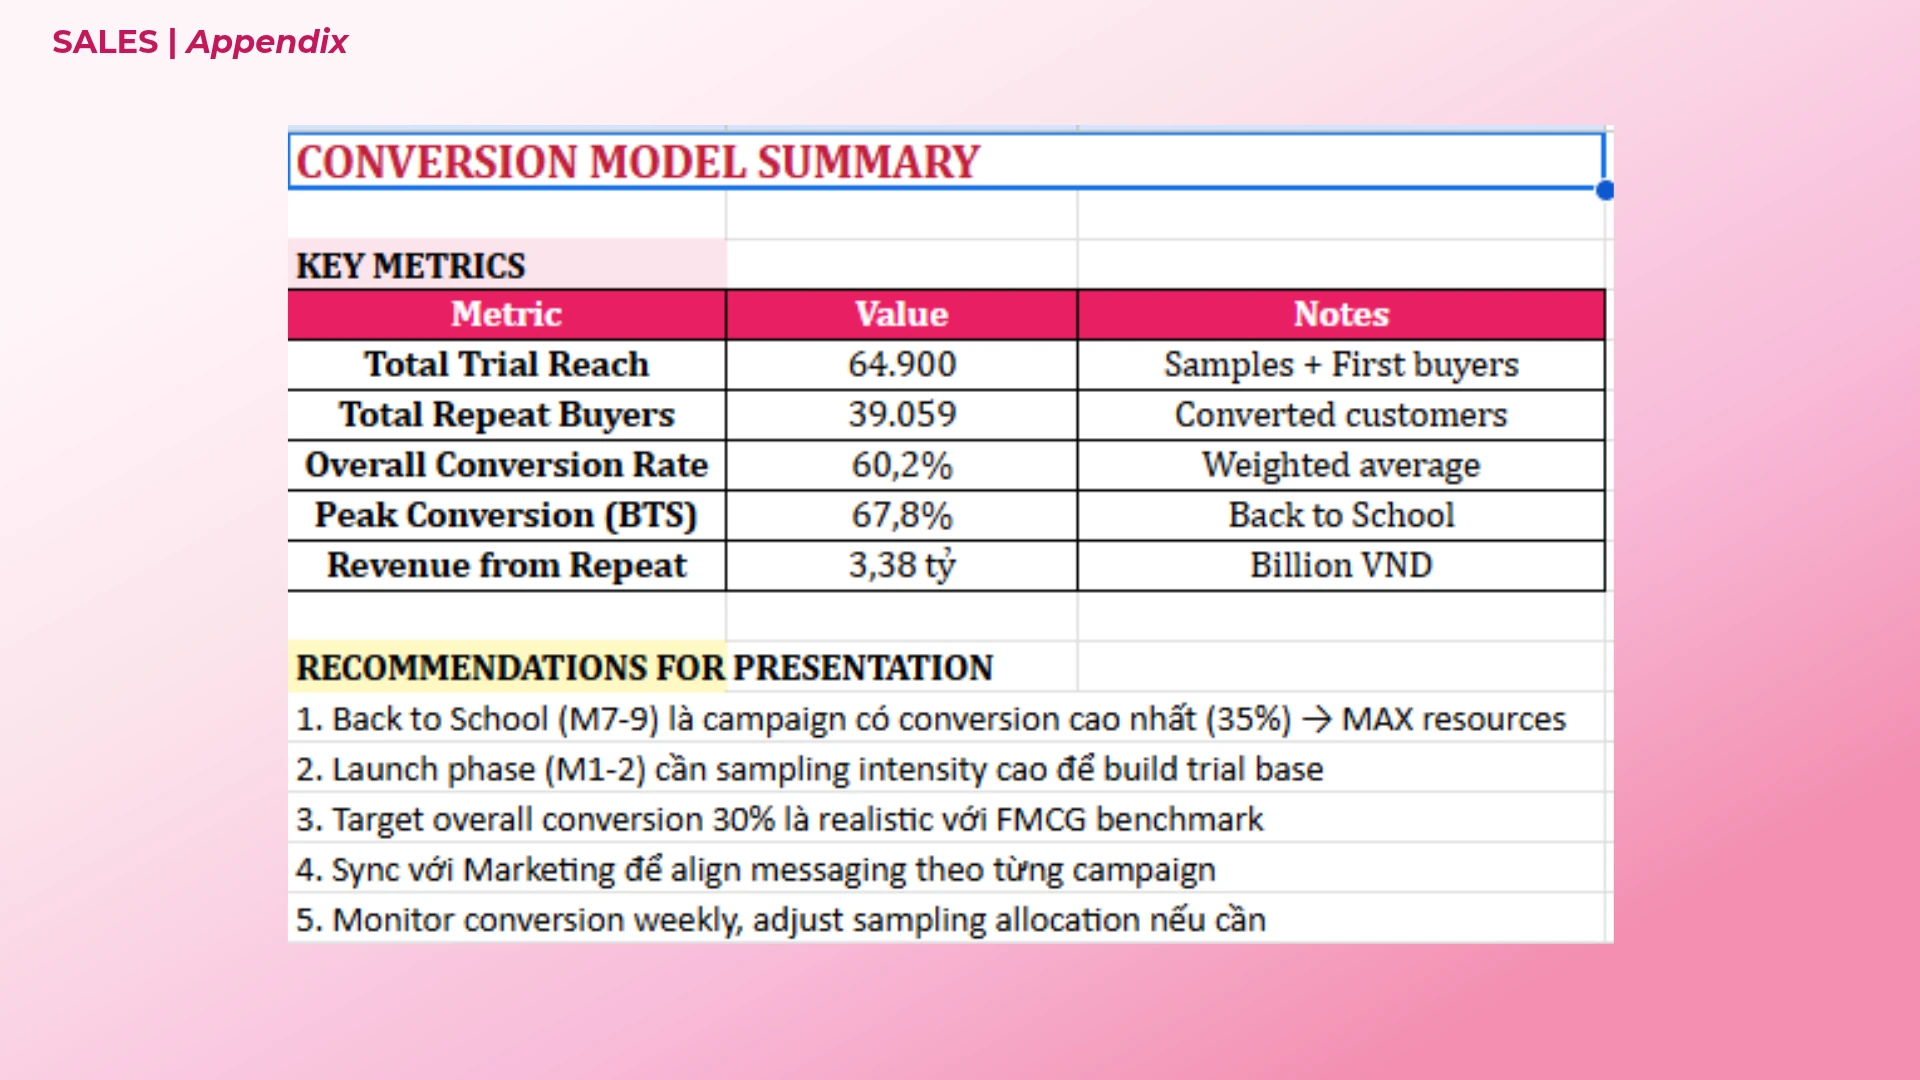 SALES | Appendix
CONVERSION MODEL SUMMARY
KEY METRICS
Metric Value Notes
Total Trial Reach 64.900 Samples + First buyers
Total Repeat Buyers 39.059 Converted customers
Overall Conversion Rate 60,2% Weighted average
Peak Conversion (BTS) 67,8% Back to School
Revenue from Repeat 3,38 tỷ Billion VND
RECOMMENDATIONS FOR PRESENTATION
1. Back to School (M7-9) là campaign có conversion cao nhất (35%) → MAX resources
2. Launch phase (M1-2) cần sampling intensity cao để build trial base
3. Target overall conversion 30% là realistic với FMCG benchmark
4. Sync với Marketing để align messaging theo từng campaign
5. Monitor conversion weekly, adjust sampling allocation nếu cần